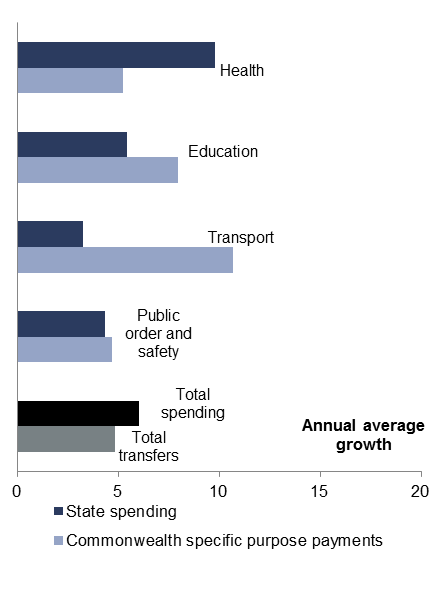 Health
Education
Transport
Public
order and
safety
Total
spending
Total
transfers
Annual average
growth
0 5 10 15 20
State spending
Commonwealth specific purpose payments